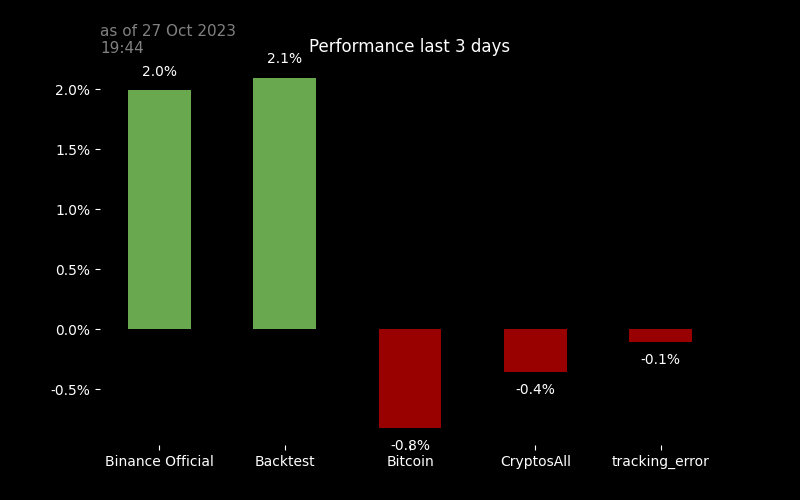 as of 27 Oct 2023
19:44
Performance last 3 days
2.0%
2.1%
2.0%
1.5%
1.0%
0.5%
0.0%
-0.5%
-0.1%
-0.4%
-0.8%
Binance Official
Backtest
Bitcoin
CryptosAll
tracking_error